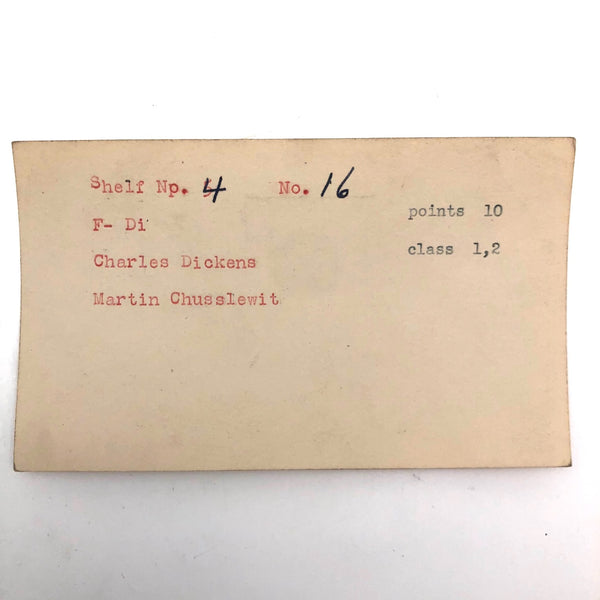 Shelf Np. 4 No. 16
points 10
F- Di
class 1,2
Charles Dickens
Martin Chusslewit